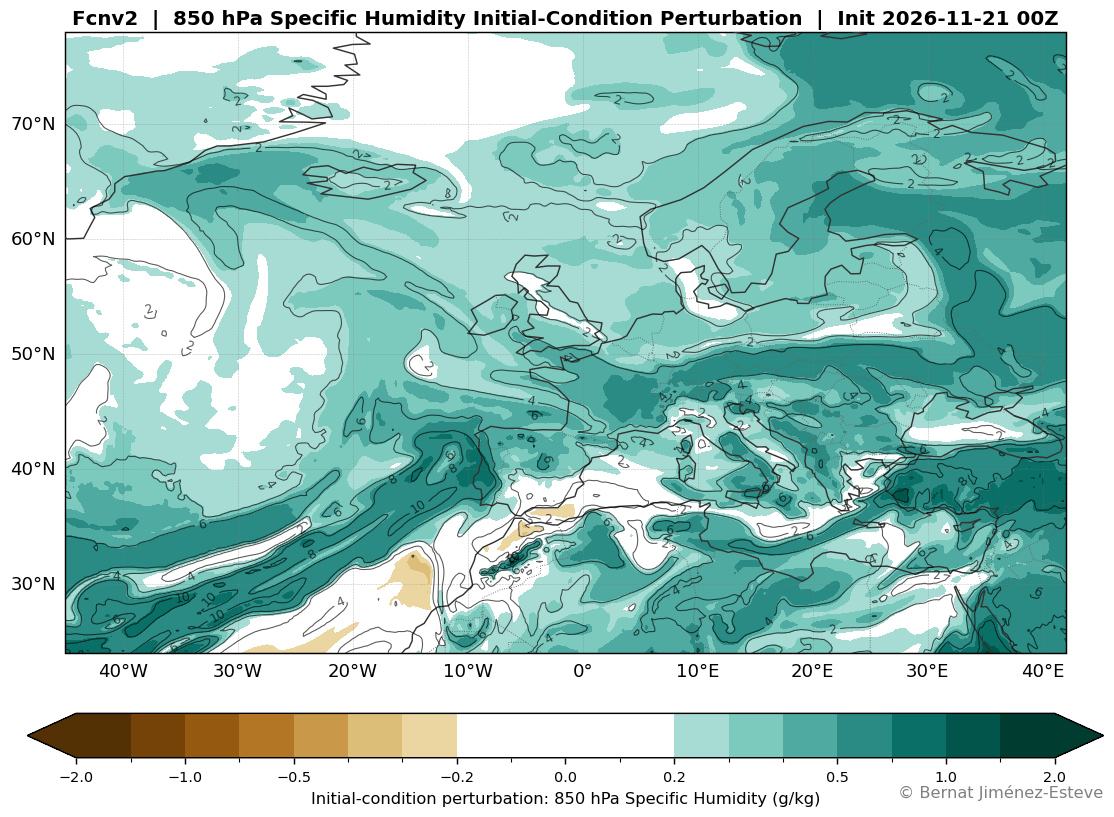 Fcnv2 | 850 hPa Specific Humidity Initial-Condition Perturbation | Init 2026-11-21 00Z
70°N
60°N
50°N
40°N
30°N
40°W 30°W 20°W 10°W 0° 10°E 20°E 30°E 40°E
−2.0 −1.0 −0.5 −0.2 0.0 0.2 0.5 1.0 2.0
Initial-condition perturbation: 850 hPa Specific Humidity (g/kg)
© Bernat Jiménez-Esteve